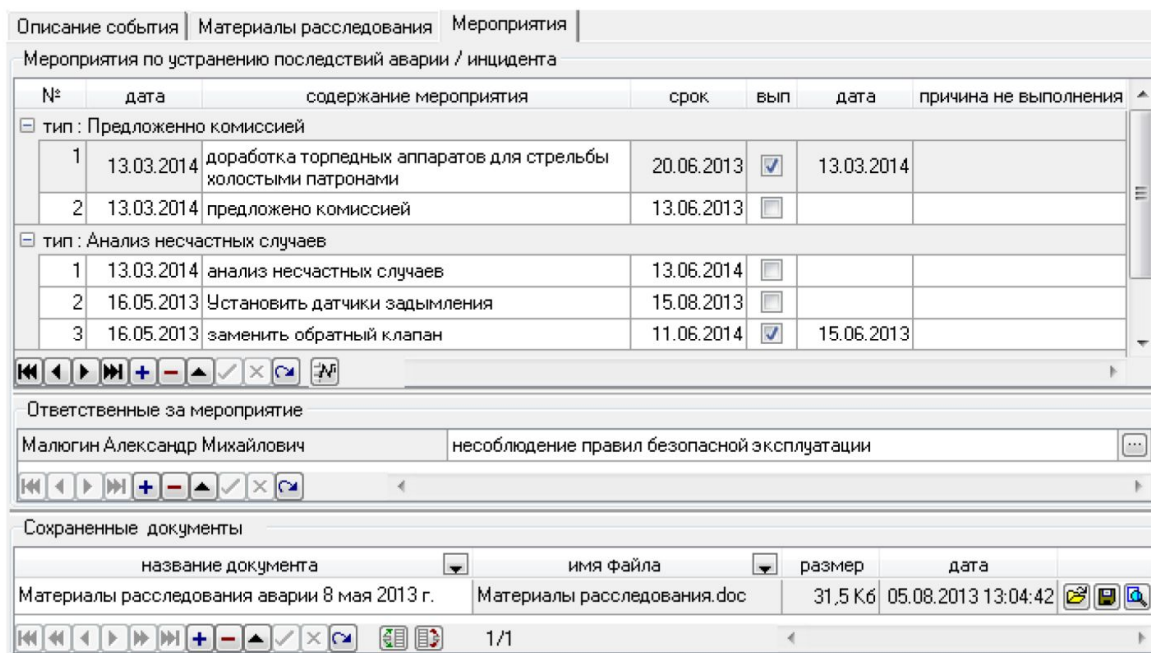 Описание события Материалы расследования Мероприятия
Мероприятия по устранению последствий аварии / инцидента
№ дата содержание мероприятия срок вып дата причина не выполнения
тип : Предложенно комиссией
1 13.03.2014 доработка торпедных аппаратов для стрельбы 20.06.2013 13.03.2014
холостыми патронами
2 13.03.2014 предложено комиссией 13.06.2013
тип : Анализ несчастных случаев
1 13.03.2014 анализ несчастных случаев 13.06.2014
2 16.05.2013 Установить датчики задымления 15.08.2013
3 16.05.2013 заменить обратный клапан 11.06.2014 15.06.2013
Ответственные за мероприятие
Малюгин Александр Михайлович несоблюдение правил безопасной эксплуатации
Сохраненные документы
название документа имя файла размер дата
Материалы расследования аварии 8 мая 2013 г. Материалы расследования.doc 31,5 Кб 05.08.2013 13:04:42
1/1